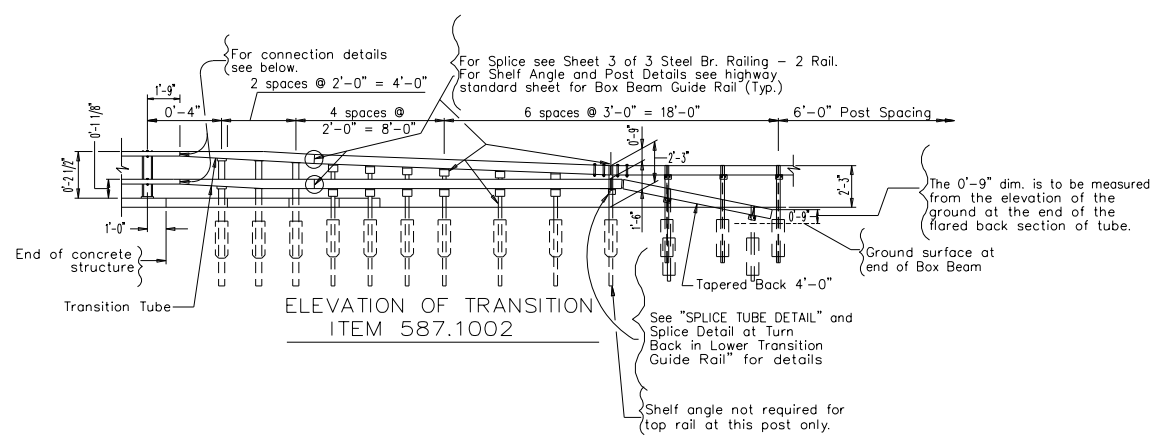 For connection details
see below.
For Splice see Sheet 3 of 3 Steel Br. Railing - 2 Rail.
For Shelf Angle and Post Details see highway
standard sheet for Box Beam Guide Rail (Typ.)
2 spaces @ 2'-0" = 4'-0"
1'-9"
0'-4"
4 spaces @
2'-0" = 8'-0"
6 spaces @ 3'-0" = 18'-0"
6'-0" Post Spacing
0'-1 1/8"
0'-2 1/2"
0'-9"
2'-3"
2'-3"
1'-6"
0'-9"
The 0'-9" dim. is to be measured
from the elevation of the
ground at the end of the
flared back section of tube.
1'-0"
End of concrete
structure
Ground surface at
end of Box Beam
Transition Tube
Tapered Back 4'-0"
ELEVATION OF TRANSITION
ITEM 587.1002
See "SPLICE TUBE DETAIL" and
Splice Detail at Turn
Back in Lower Transition
Guide Rail" for details
Shelf angle not required for
top rail at this post only.